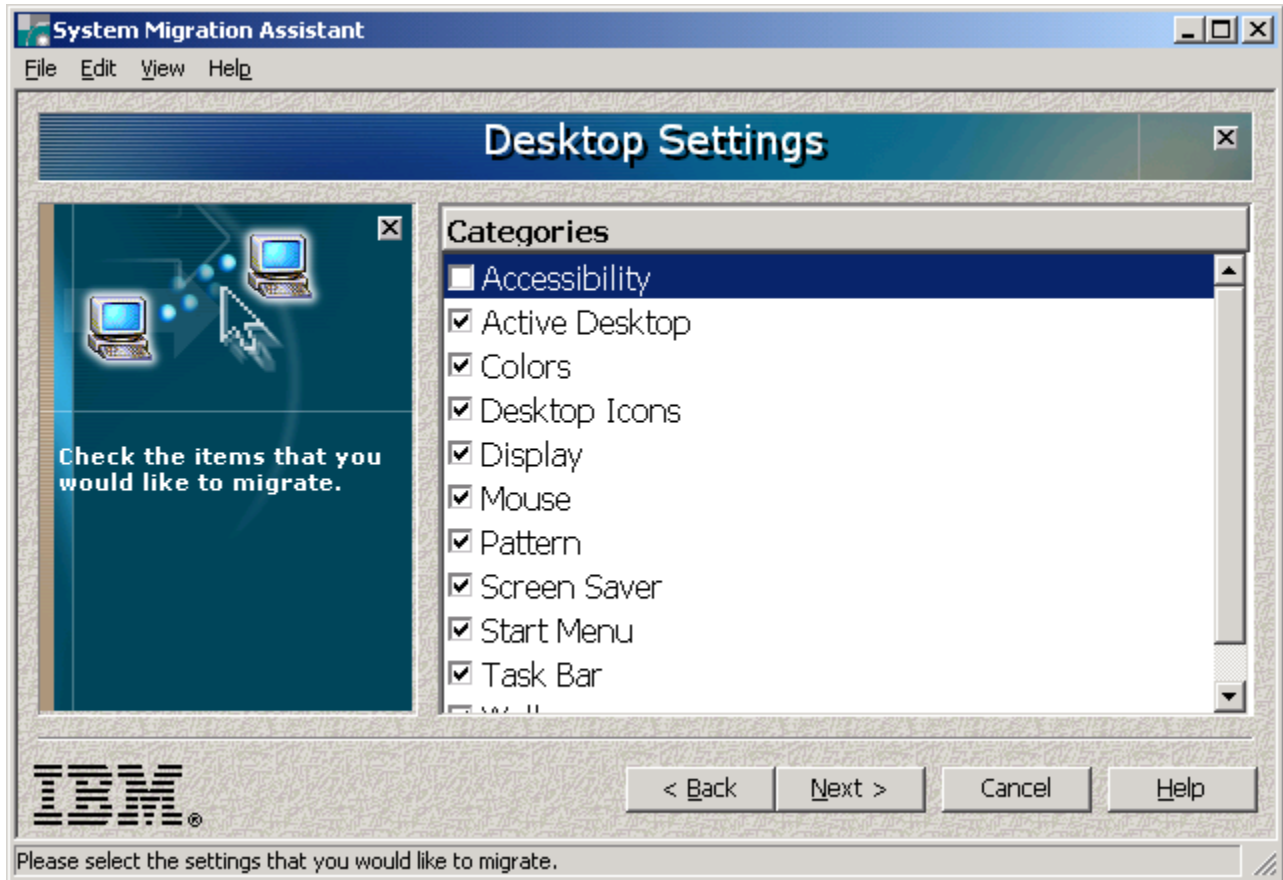 System Migration Assistant
File Edit View Help
Desktop Settings
Check the items that you
would like to migrate.
Categories
Accessibility
Active Desktop
Colors
Desktop Icons
Display
Mouse
Pattern
Screen Saver
Start Menu
Task Bar
IBM®
< Back Next > Cancel Help
Please select the settings that you would like to migrate.